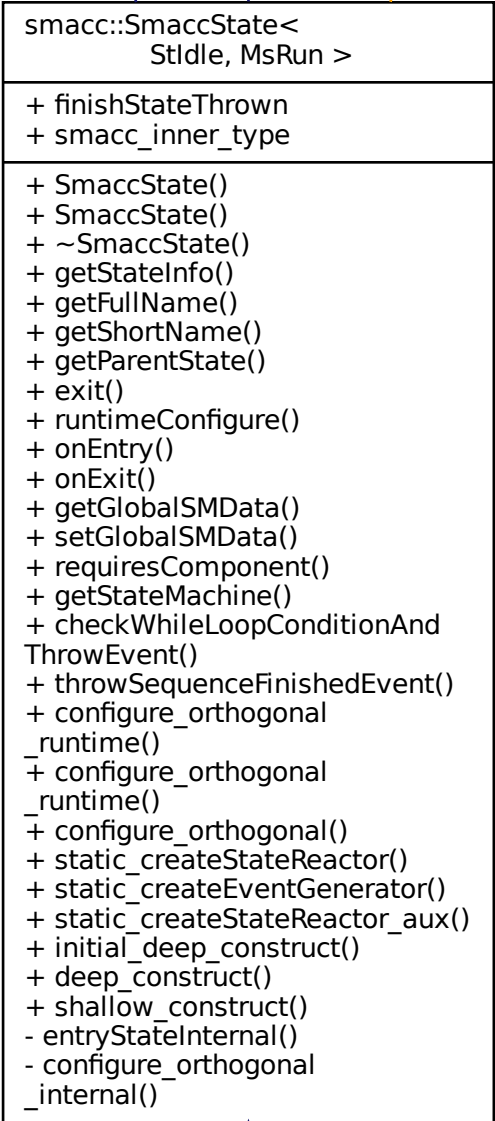 smacc::SmaccState<
StIdle, MsRun >
+ finishStateThrown
+ smacc_inner_type
+ SmaccState()
+ SmaccState()
+ ~SmaccState()
+ getStateInfo()
+ getFullName()
+ getShortName()
+ getParentState()
+ exit()
+ runtimeConfigure()
+ onEntry()
+ onExit()
+ getGlobalSMData()
+ setGlobalSMData()
+ requiresComponent()
+ getStateMachine()
+ checkWhileLoopConditionAnd
ThrowEvent()
+ throwSequenceFinishedEvent()
+ configure_orthogonal
_runtime()
+ configure_orthogonal
_runtime()
+ configure_orthogonal()
+ static_createStateReactor()
+ static_createEventGenerator()
+ static_createStateReactor_aux()
+ initial_deep_construct()
+ deep_construct()
+ shallow_construct()
- entryStateInternal()
- configure_orthogonal
_internal()